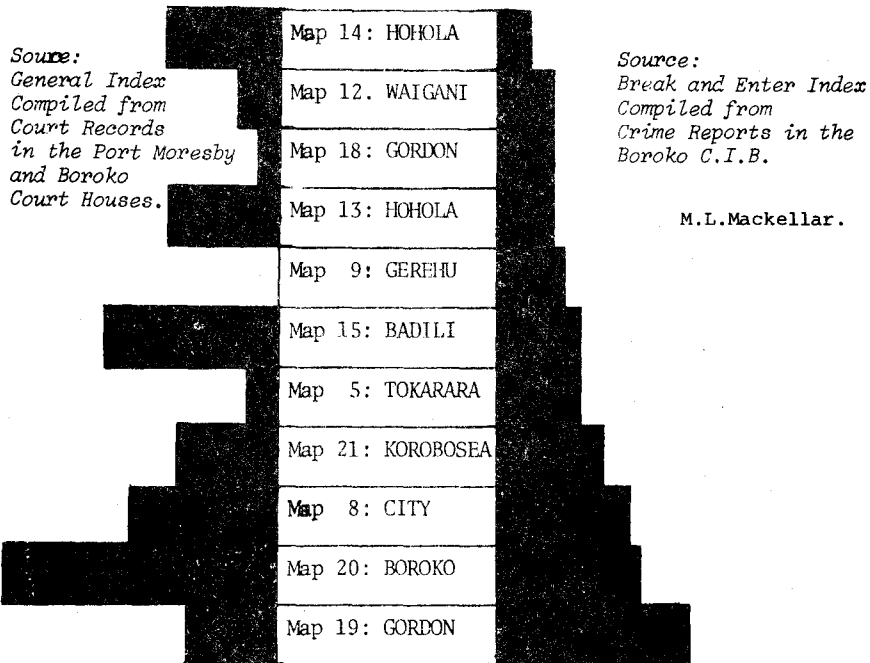 Soure:
General Index
Compiled from
Court Records
in the Port Moresby
and Boroko
Court Houses.
Map 14: HOHOLA
Map 12. WAIGANI
Map 18: GORDON
Map 13: HOHOLA
Map 9: GEREHU
Map 15: BADILI
Map 5: TOKARARA
Map 21: KOROBOSEA
Map 8: CITY
Map 20: BOROKO
Map 19: GORDON
Source:
Break and Enter Index
Compiled from
Crime Reports in the
Boroko C.I.B.
M.L.Mackellar.